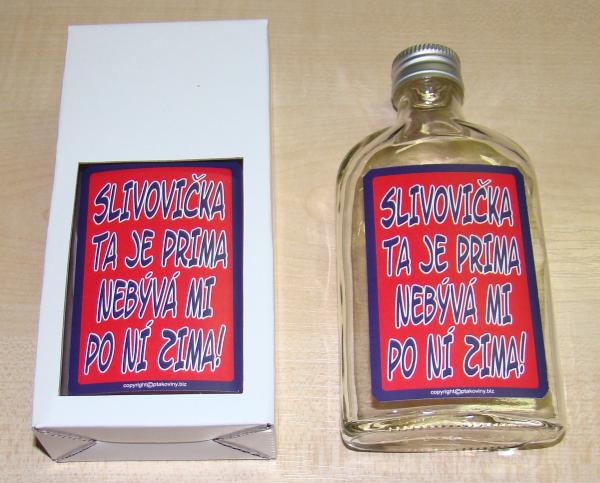 SLIVOVIČKA
TA JE PRIMA
NEBÝVÁ MI
PO NÍ ZIMA!
copyright©ptakoviny.biz
SLIVOVIČKA
TA JE PRIMA
NEBÝVÁ MI
PO NÍ ZIMA!
copyright©ptakoviny.biz